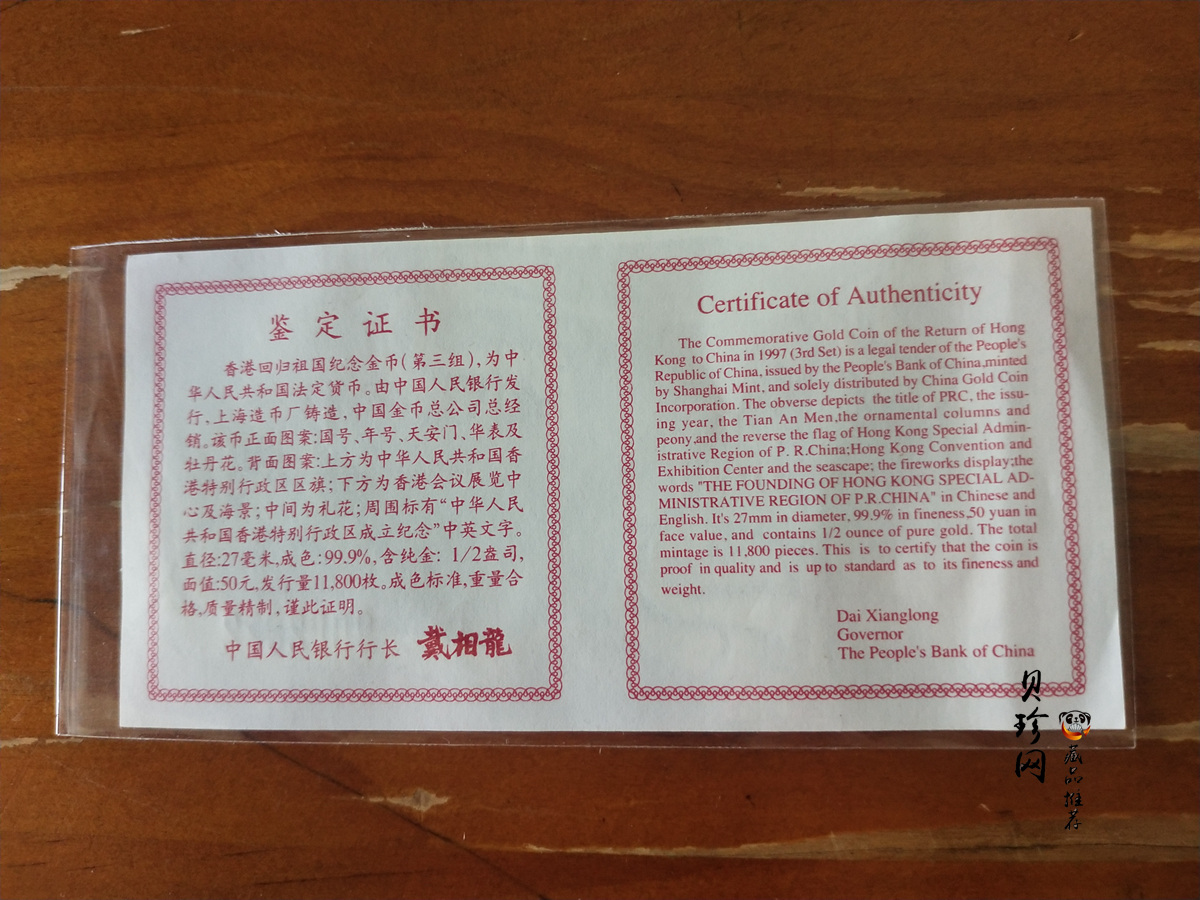 鉴定证书
香港回归祖国纪念金币(第三组),为中
华人民共和国法定货币。由中国人民银行发
行,上海造币厂铸造,中国金币总公司总经
销。该币正面图案:国号、年号、天安门、华表及
牡丹花。背面图案:上方为中华人民共和国香
港特别行政区区旗;下方为香港会议展览中
心及海景;中间为礼花;周围标有“中华人民
共和国香港特别行政区成立纪念”中英文字。
直径:27毫米,成色:99.9%,含纯金: 1/2盎司,
面值:50元,发行量11,800枚。成色标准,重量合
格,质量精制,谨此证明。
中国人民银行行长 戴相龍
Certificate of Authenticity
The Commemorative Gold Coin of the Return of Hong
Kong to China in 1997 (3rd Set) is a legal tender of the People's
Republic of China, issued by the People's Bank of China,minted
by Shanghai Mint, and solely distributed by China Gold Coin
Incorporation. The obverse depicts the title of PRC, the issu-
ing year, the Tian An Men,the ornamental columns and
peony,and the reverse the flag of Hong Kong Special Admin-
istrative Region of P. R.China;Hong Kong Convention and
Exhibition Center and the seascape; the fireworks display;the
words "THE FOUNDING OF HONG KONG SPECIAL AD-
MINISTRATIVE REGION OF P.R.CHINA" in Chinese and
English. It's 27mm in diameter, 99.9% in fineness,50 yuan in
face value, and contains 1/2 ounce of pure gold. The total
mintage is 11,800 pieces. This is to certify that the coin is
proof in quality and is up to standard as to its fineness and
weight.
Dai Xianglong
Governor
The People's Bank of China
贝珍网
藏品推荐